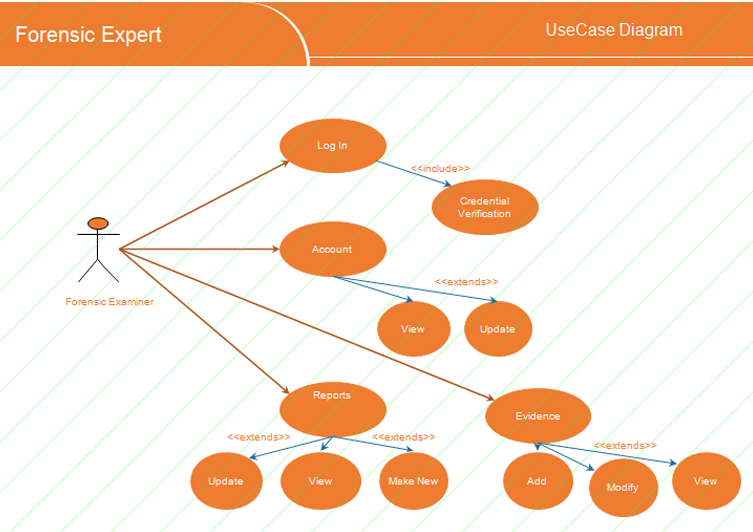 Forensic Expert
UseCase Diagram
Log In
<<include>>
Credential
Verification
Account
<<extends>>
Forensic Examiner
View
Update
Reports
Evidence
<<extends>>
<<extends>>
<<extends>>
Update
View
Make New
Add
Modify
View